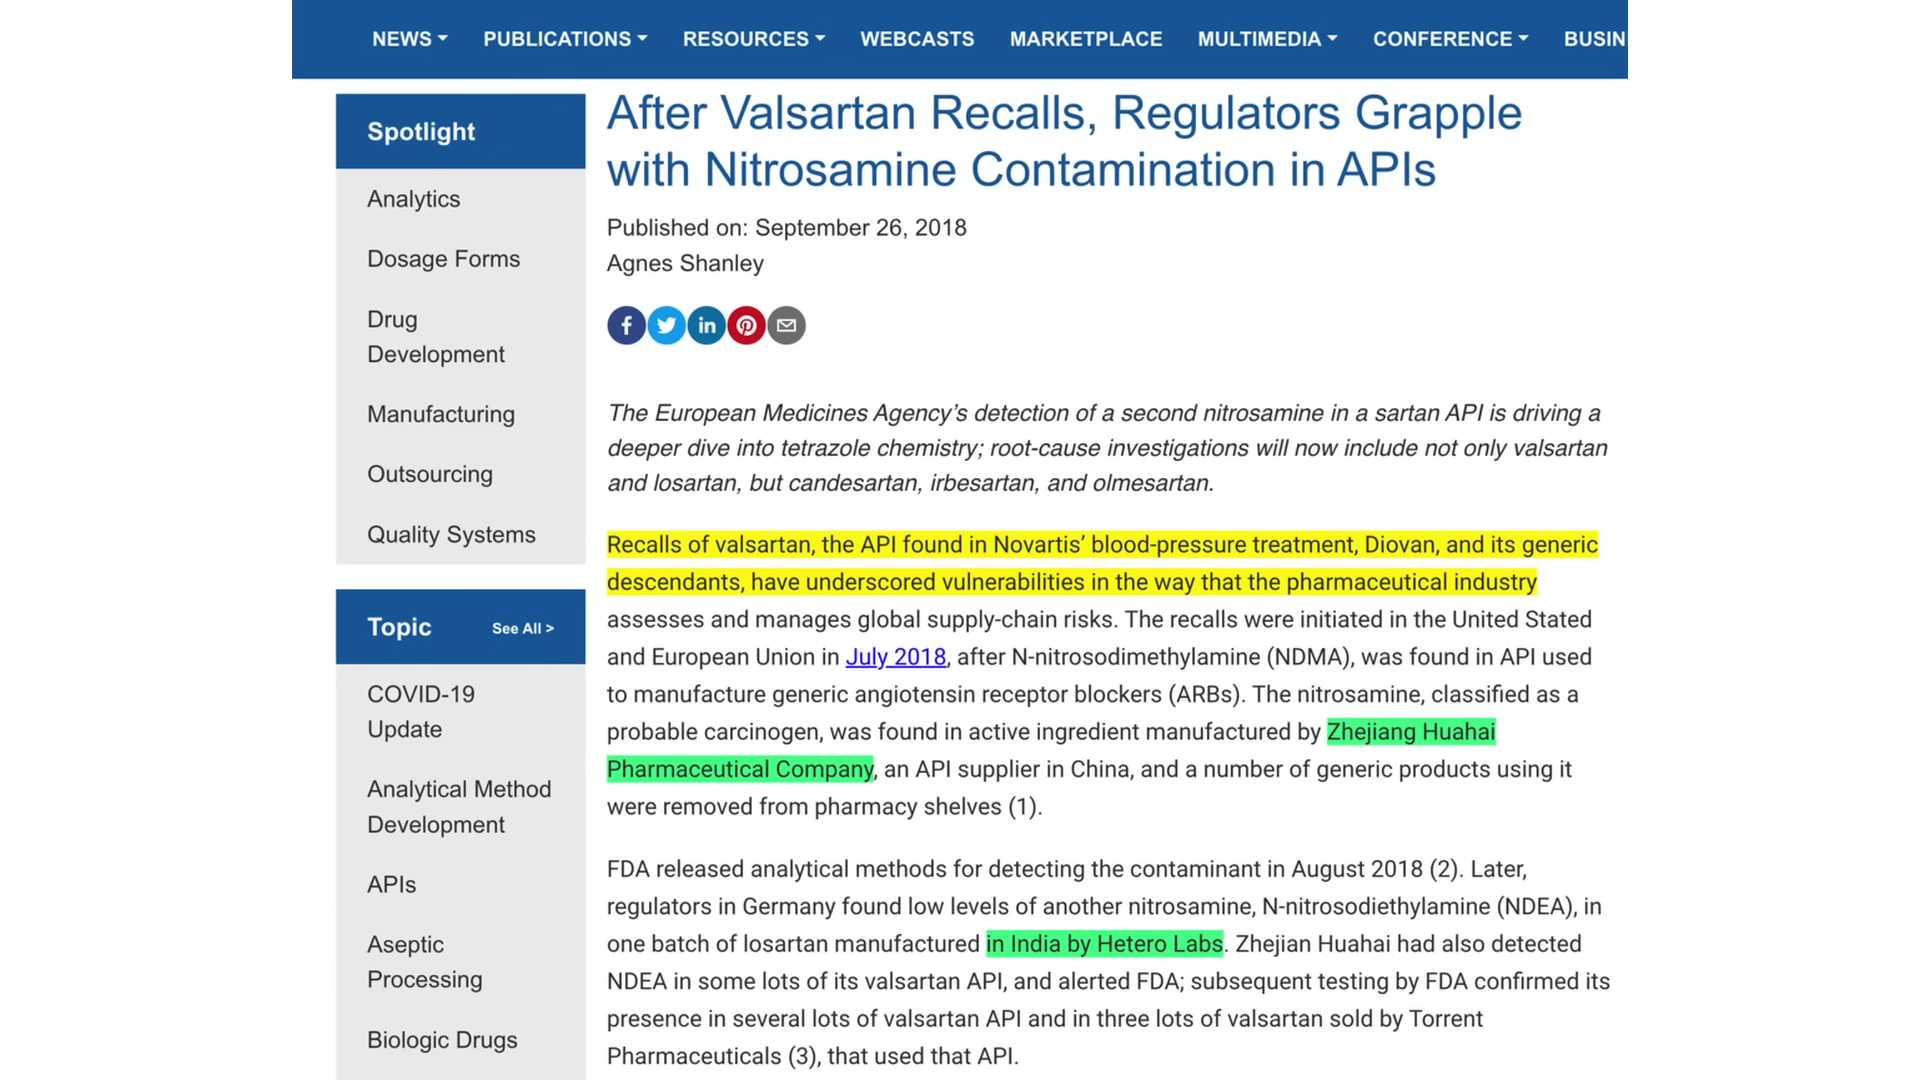 NEWS PUBLICATIONS RESOURCES WEBCASTS MARKETPLACE MULTIMEDIA CONFERENCE BUSIN
Spotlight
Analytics
Dosage Forms
Drug
Development
Manufacturing
Outsourcing
Quality Systems
Topic See All >
COVID-19
Update
Analytical Method
Development
APIs
Aseptic
Processing
Biologic Drugs
After Valsartan Recalls, Regulators Grapple
with Nitrosamine Contamination in APIs
Published on: September 26, 2018
Agnes Shanley
The European Medicines Agency’s detection of a second nitrosamine in a sartan API is driving a
deeper dive into tetrazole chemistry; root-cause investigations will now include not only valsartan
and losartan, but candesartan, irbesartan, and olmesartan.
Recalls of valsartan, the API found in Novartis’ blood-pressure treatment, Diovan, and its generic
descendants, have underscored vulnerabilities in the way that the pharmaceutical industry
assesses and manages global supply-chain risks. The recalls were initiated in the United Stated
and European Union in July 2018, after N-nitrosodimethylamine (NDMA), was found in API used
to manufacture generic angiotensin receptor blockers (ARBs). The nitrosamine, classified as a
probable carcinogen, was found in active ingredient manufactured by Zhejiang Huahai
Pharmaceutical Company, an API supplier in China, and a number of generic products using it
were removed from pharmacy shelves (1).
FDA released analytical methods for detecting the contaminant in August 2018 (2). Later,
regulators in Germany found low levels of another nitrosamine, N-nitrosodiethylamine (NDEA), in
one batch of losartan manufactured in India by Hetero Labs. Zhejian Huahai had also detected
NDEA in some lots of its valsartan API, and alerted FDA; subsequent testing by FDA confirmed its
presence in several lots of valsartan API and in three lots of valsartan sold by Torrent
Pharmaceuticals (3), that used that API.